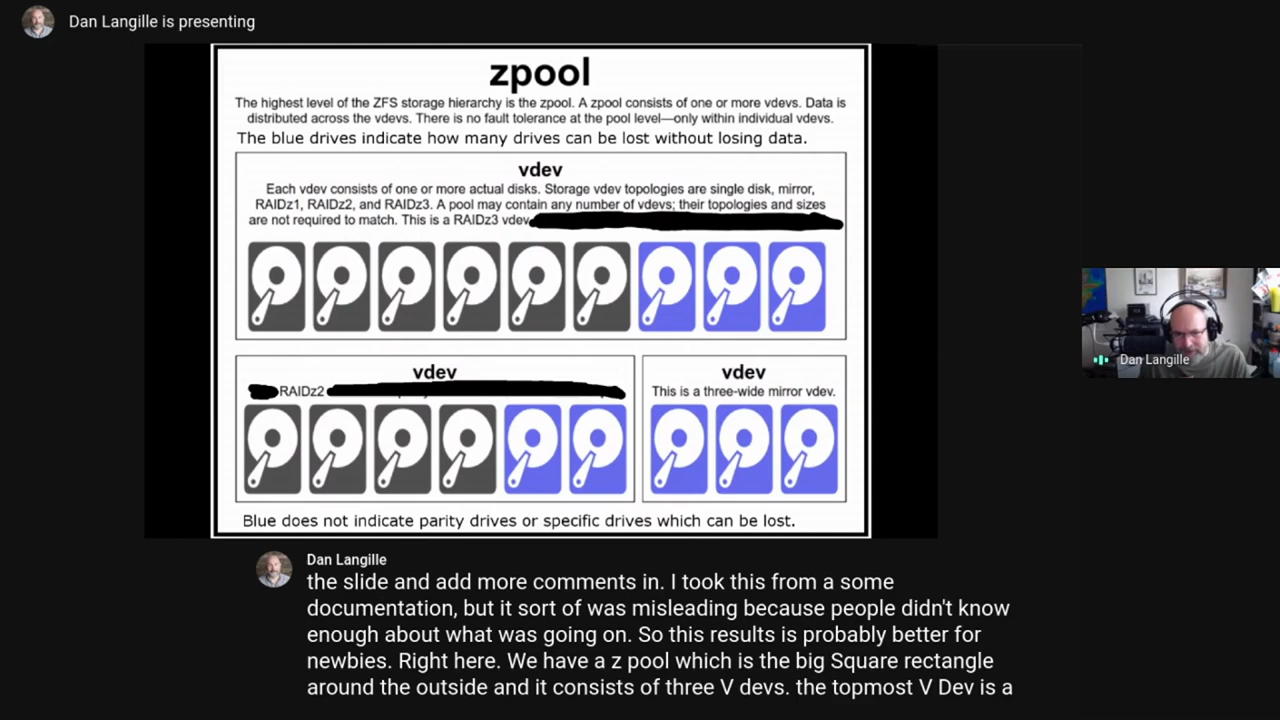 Dan Langille is presenting
zpool
The highest level of the ZFS storage hierarchy is the zpool. A zpool consists of one or more vdevs. Data is
distributed across the vdevs. There is no fault tolerance at the pool level—only within individual vdevs.
The blue drives indicate how many drives can be lost without losing data.
vdev
Each vdev consists of one or more actual disks. Storage vdev topologies are single disk, mirror,
RAIDz1, RAIDz2, and RAIDz3. A pool may contain any number of vdevs; their topologies and sizes
are not required to match. This is a RAIDz3 vdev
vdev
RAIDz2
vdev
This is a three-wide mirror vdev.
Blue does not indicate parity drives or specific drives which can be lost.
Dan Langille
Dan Langille
the slide and add more comments in. I took this from a some
documentation, but it sort of was misleading because people didn't know
enough about what was going on. So this results is probably better for
newbies. Right here. We have a z pool which is the big Square rectangle
around the outside and it consists of three V devs. the topmost V Dev is a